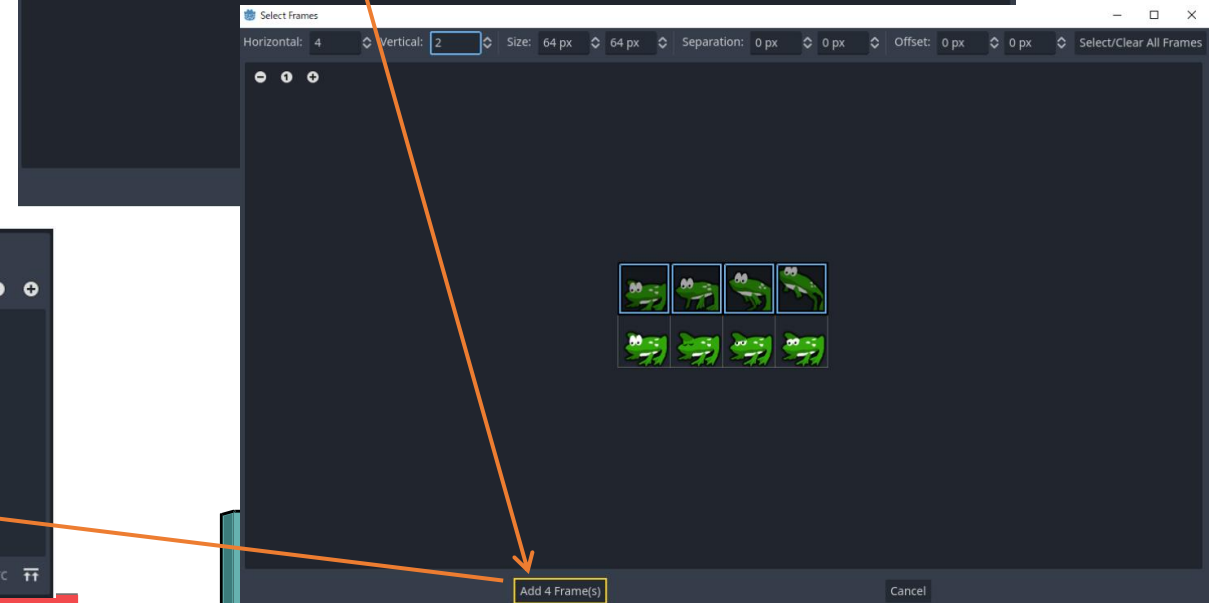 Select Frames
Horizontal: 4 Vertical: 2 Size: 64 px 64 px Separation: 0 px 0 px Offset: 0 px 0 px Select/Clear All Frames
1
Add 4 Frame(s) Cancel